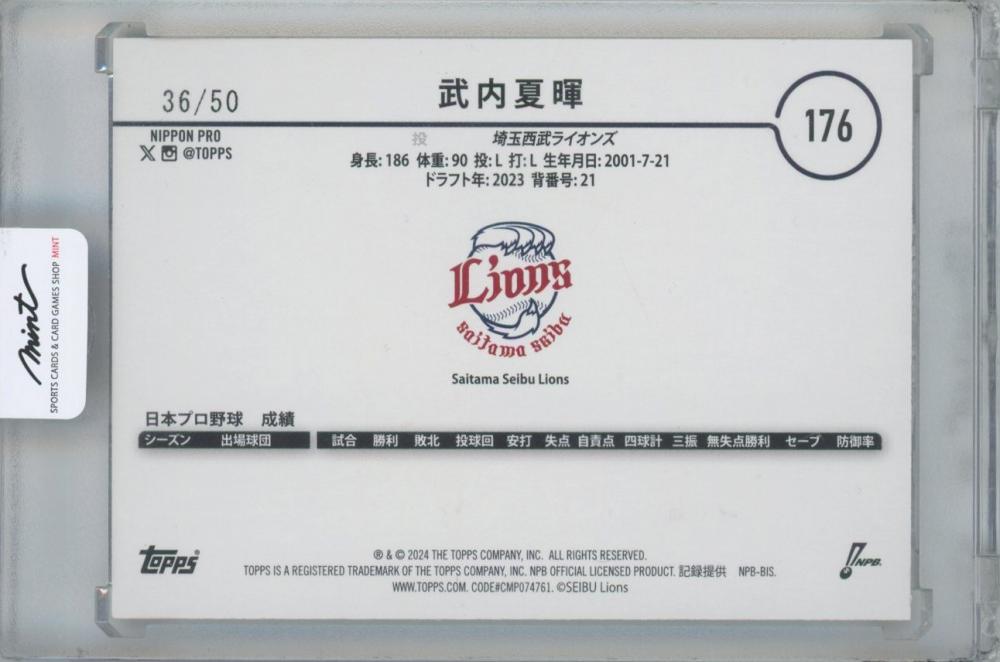 36/50
武内夏暉
176
NIPPON PRO
@TOPPS
投 埼玉西武ライオンズ
身長: 186 体重: 90 投: L 打: L 生年月日: 2001-7-21
ドラフト年: 2023 背番号: 21
Lions
Saitama Seibu
Saitama Seibu Lions
mint
SPORTS CARDS & CARD GAMES SHOP MINT
日本プロ野球 成績
シーズン 出場球団 試合 勝利 敗北 投球回 安打 失点 自責点 四球計 三振 無失点勝利 セーブ 防御率
Topps®
® & © 2024 THE TOPPS COMPANY, INC. ALL RIGHTS RESERVED.
TOPPS IS A REGISTERED TRADEMARK OF THE TOPPS COMPANY, INC. NPB OFFICIAL LICENSED PRODUCT. 記録提供 NPB-BIS.
WWW.TOPPS.COM. CODE#CMP074761. ©SEIBU Lions
NPB.